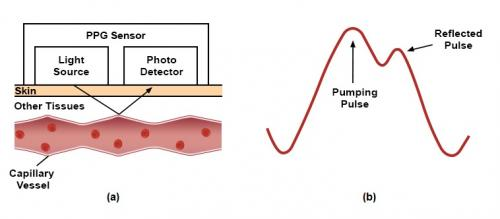 PPG Sensor
Light
Source
Photo
Detector
Skin
Other Tissues
Capillary
Vessel
(a)
Reflected
Pulse
Pumping
Pulse
(b)